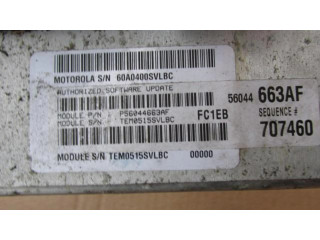 MOTOROLA S/N 60A0400SVLBC
AUTHORIZED SOFTWARE UPDATE
MODULE P/N - P56044663AF
MODULE S/N - TEM0515SVLBC
FC1EB
MODULE S/N TEM0515SVLBC 00000
56044 663AF
SEQUENCE #
707460